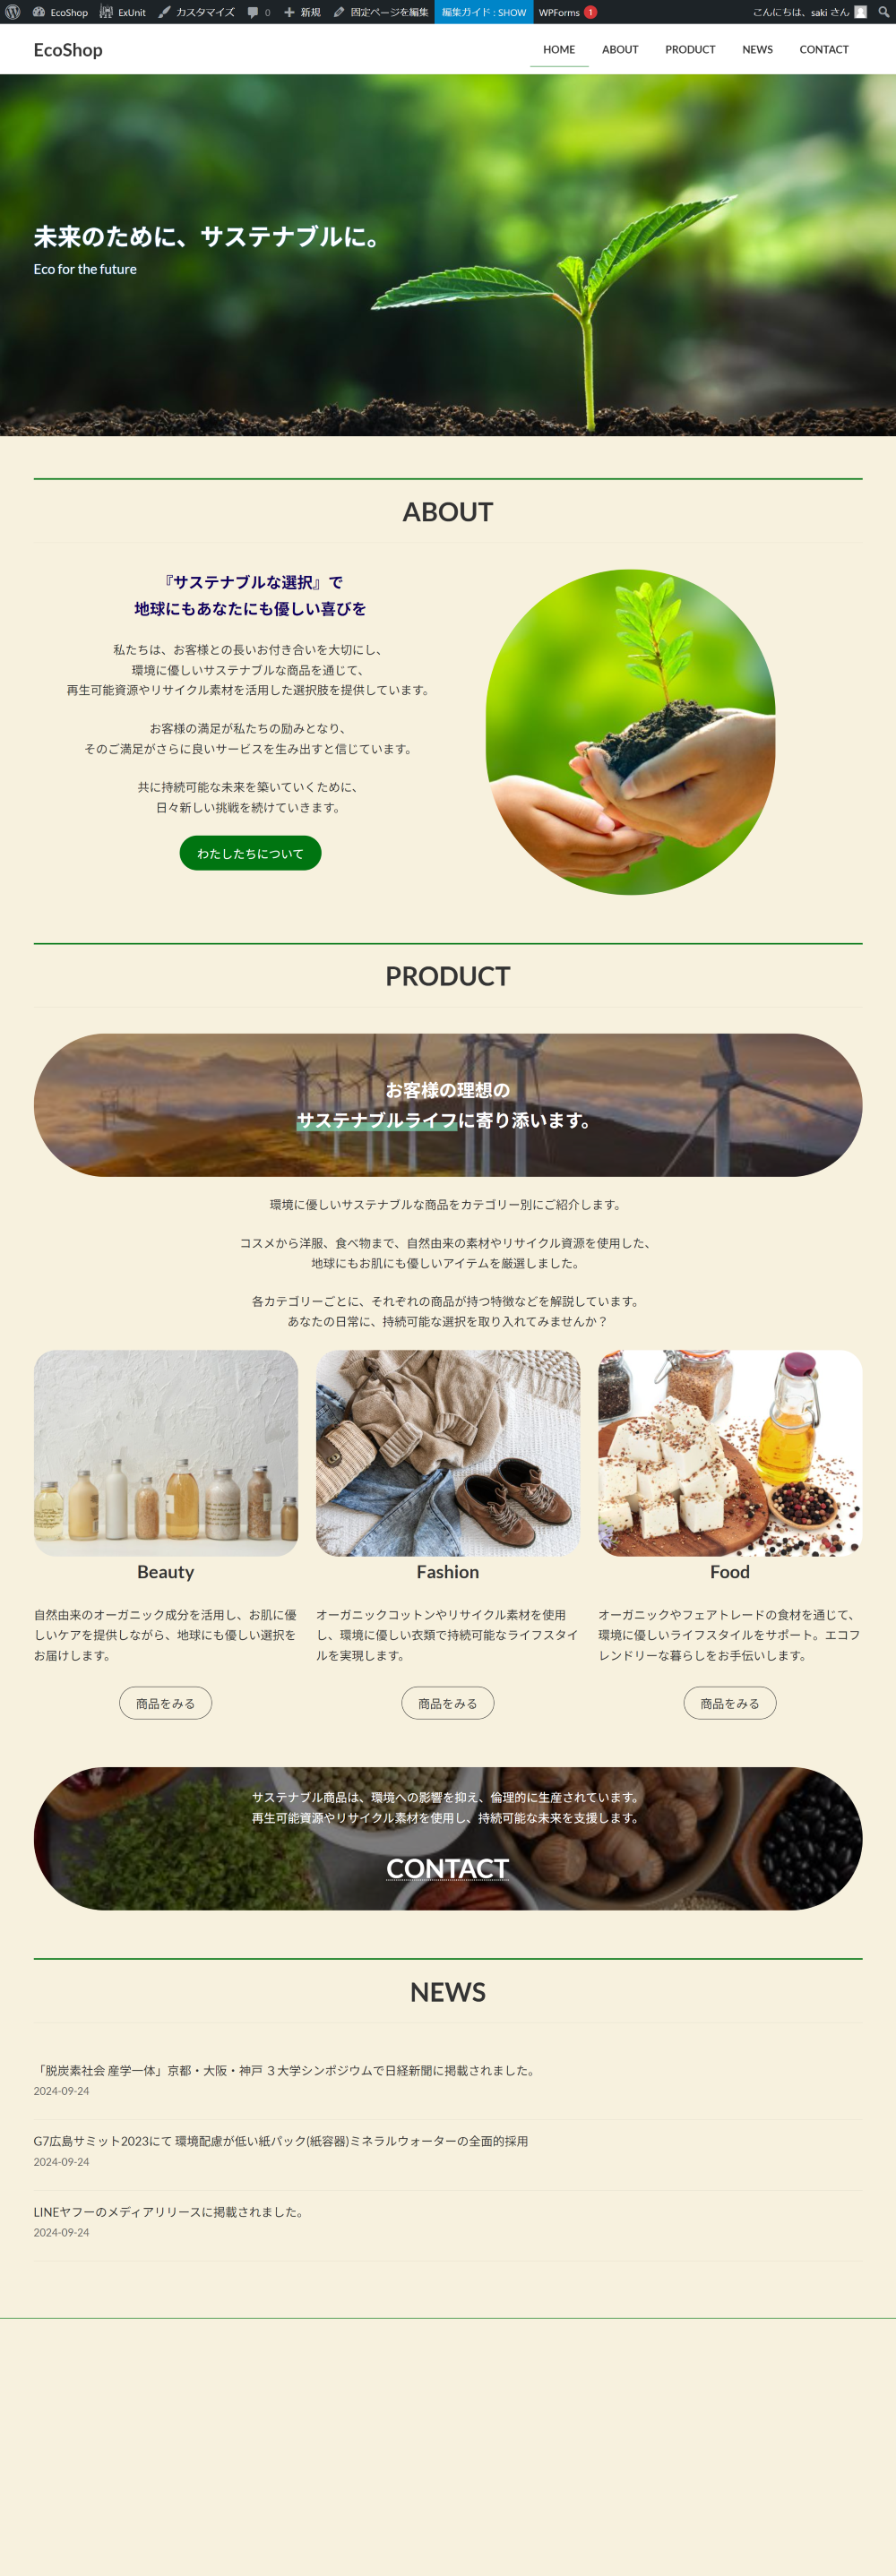 EcoShop ExUnit カスタマイズ 0 新規 固定ページを編集 編集ガイド : SHOW WPForms 1 こんにちは、saki さん
EcoShop HOME ABOUT PRODUCT NEWS CONTACT
未来のために、サステナブルに。
Eco for the future
ABOUT
『サステナブルな選択』で
地球にもあなたにも優しい喜びを
私たちは、お客様との長いお付き合いを大切にし、
環境に優しいサステナブルな商品を通じて、
再生可能資源やリサイクル素材を活用した選択肢を提供しています。
お客様の満足が私たちの励みとなり、
そのご満足がさらに良いサービスを生み出すと信じています。
共に持続可能な未来を築いていくために、
日々新しい挑戦を続けていきます。
わたしたちについて
PRODUCT
お客様の理想の
サステナブルライフに寄り添います。
環境に優しいサステナブルな商品をカテゴリー別にご紹介します。
コスメから洋服、食べ物まで、自然由来の素材やリサイクル資源を使用した、
地球にもお肌にも優しいアイテムを厳選しました。
各カテゴリーごとに、それぞれの商品が持つ特徴などを解説しています。
あなたの日常に、持続可能な選択を取り入れてみませんか？
Beauty
自然由来のオーガニック成分を活用し、お肌に優
しいケアを提供しながら、地球にも優しい選択を
お届けします。
商品をみる
Fashion
オーガニックコットンやリサイクル素材を使用
し、環境に優しい衣類で持続可能なライフスタイ
ルを実現します。
商品をみる
Food
オーガニックやフェアトレードの食材を通じて、
環境に優しいライフスタイルをサポート。エコフ
レンドリーな暮らしをお手伝いします。
商品をみる
サステナブル商品は、環境への影響を抑え、倫理的に生産されています。
再生可能資源やリサイクル素材を使用し、持続可能な未来を支援します。
CONTACT
NEWS
「脱炭素社会 産学一体」京都・大阪・神戸 ３大学シンポジウムで日経新聞に掲載されました。
2024-09-24
G7広島サミット2023にて 環境配慮が低い紙パック(紙容器)ミネラルウォーターの全面的採用
2024-09-24
LINEヤフーのメディアリリースに掲載されました。
2024-09-24